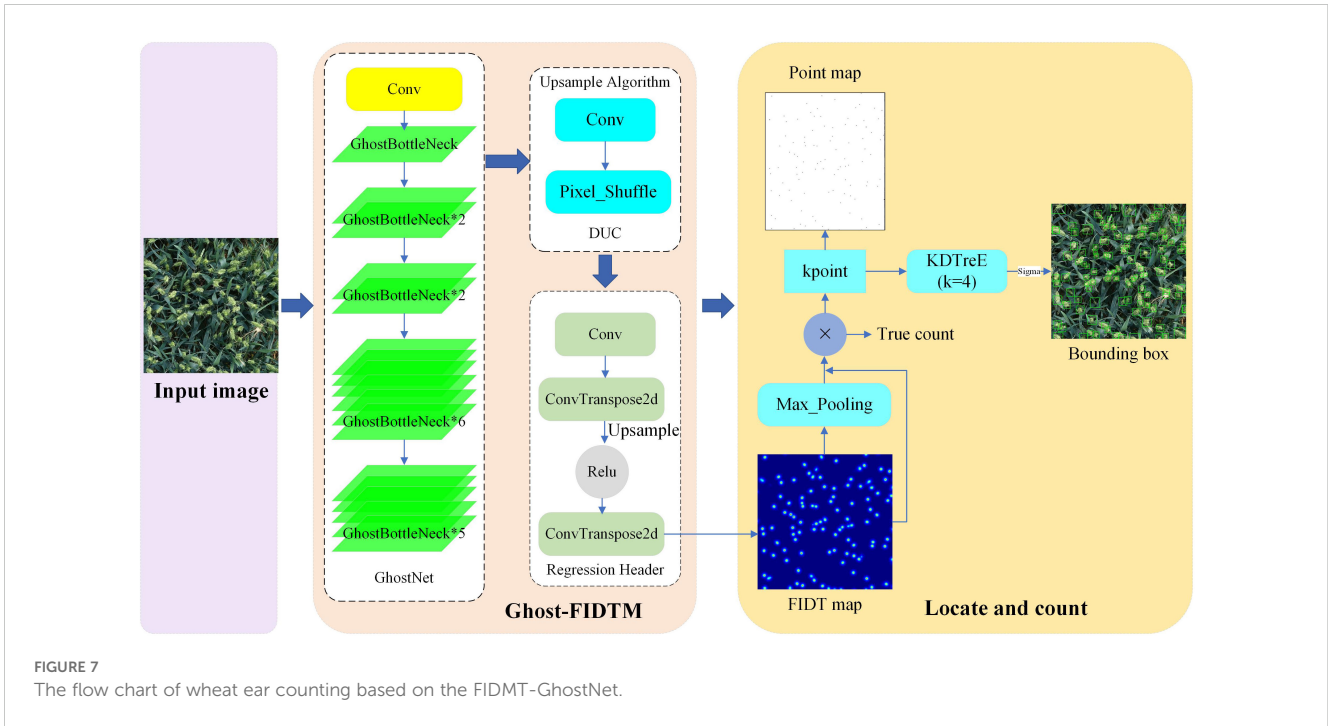 Input image
Conv
GhostBottleNeck
GhostBottleNeck*2
GhostBottleNeck*2
GhostBottleNeck*6
GhostBottleNeck*5
GhostNet
Upsample Algorithm
Conv
Pixel_Shuffle
DUC
Conv
ConvTranspose2d
Upsample
Relu
ConvTranspose2d
Regression Header
Ghost-FIDTM
Point map
kpoint
KDTreE
(k=4)
Sigma
Bounding box
×
True count
Max_Pooling
FIDT map
Locate and count
FIGURE 7
The flow chart of wheat ear counting based on the FIDMT-GhostNet.